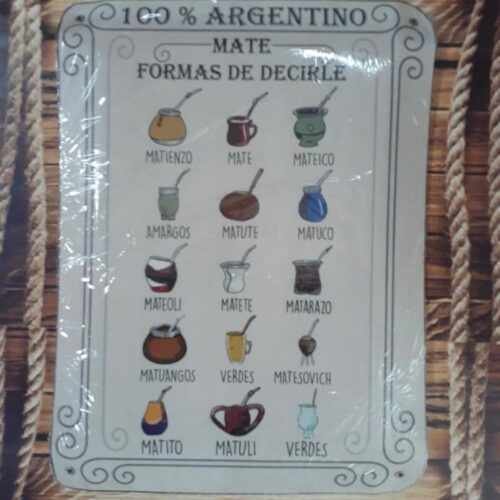 100 % ARGENTINO
MATE
FORMAS DE DECIRLE
MATIENZO MATE MATEICO
AMARGOS MATUTE MATUCO
MATEOLI MATETE MATARAZO
MATUANGOS VERDES MATESOVICH
MATITO MATULI VERDES